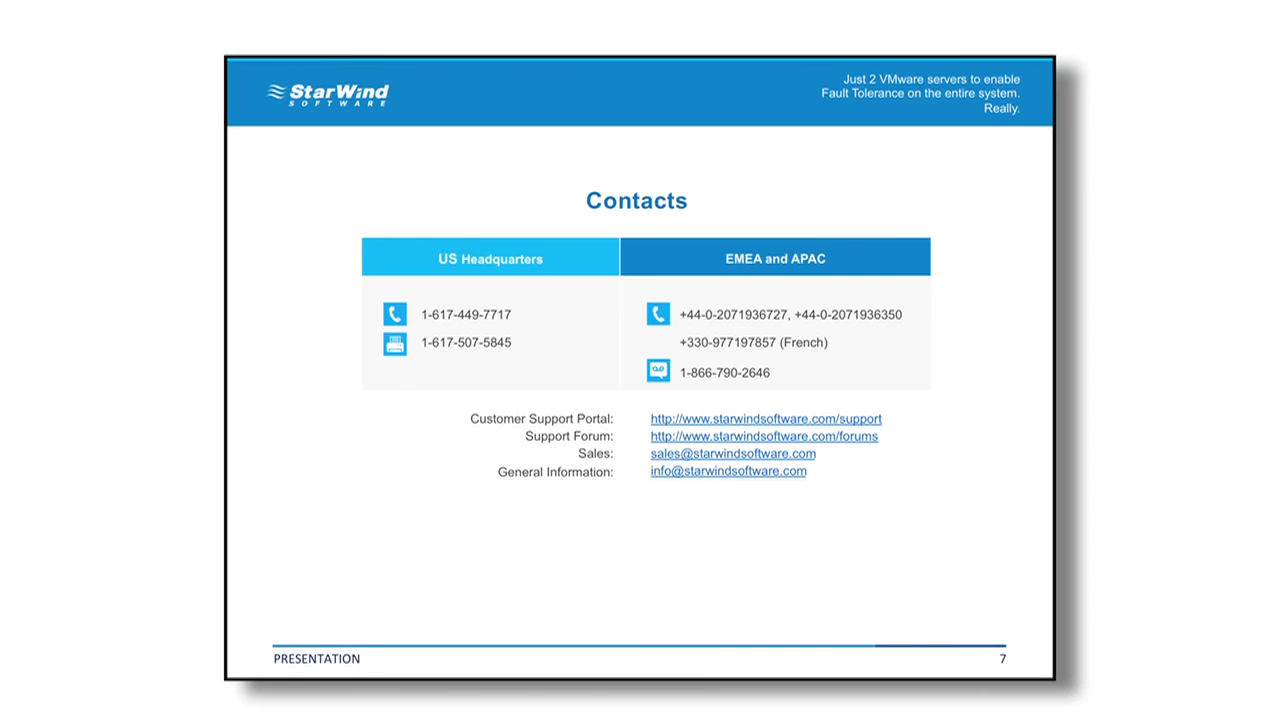 StarWind
SOFTWARE
Just 2 VMware servers to enable
Fault Tolerance on the entire system.
Really.
Contacts
US Headquarters
EMEA and APAC
1-617-449-7717
1-617-507-5845
+44-0-2071936727, +44-0-2071936350
+330-977197857 (French)
1-866-790-2646
Customer Support Portal: http://www.starwindsoftware.com/support
Support Forum: http://www.starwindsoftware.com/forums
Sales: sales@starwindsoftware.com
General Information: info@starwindsoftware.com
PRESENTATION 7